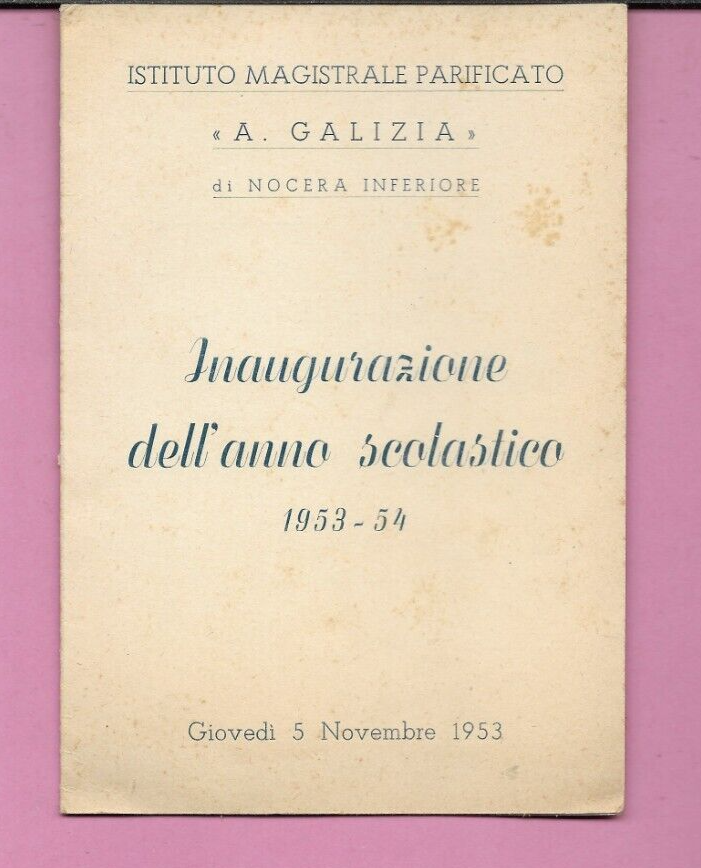 ISTITUTO MAGISTRALE PARIFICATO
« A. GALIZIA »
di NOCERA INFERIORE
Inaugurazione
dell'anno scolastico
1953-54
Giovedì 5 Novembre 1953